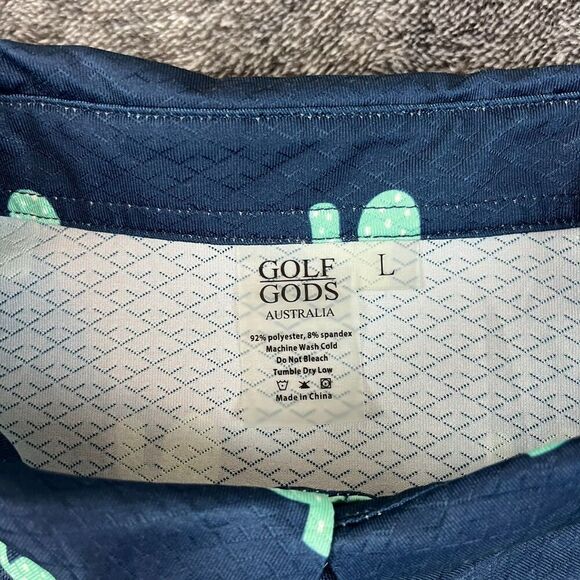 GOLF
GODS
AUSTRALIA
L
92% polyester, 8% spandex
Machine Wash Cold
Do Not Bleach
Tumble Dry Low
Made in China